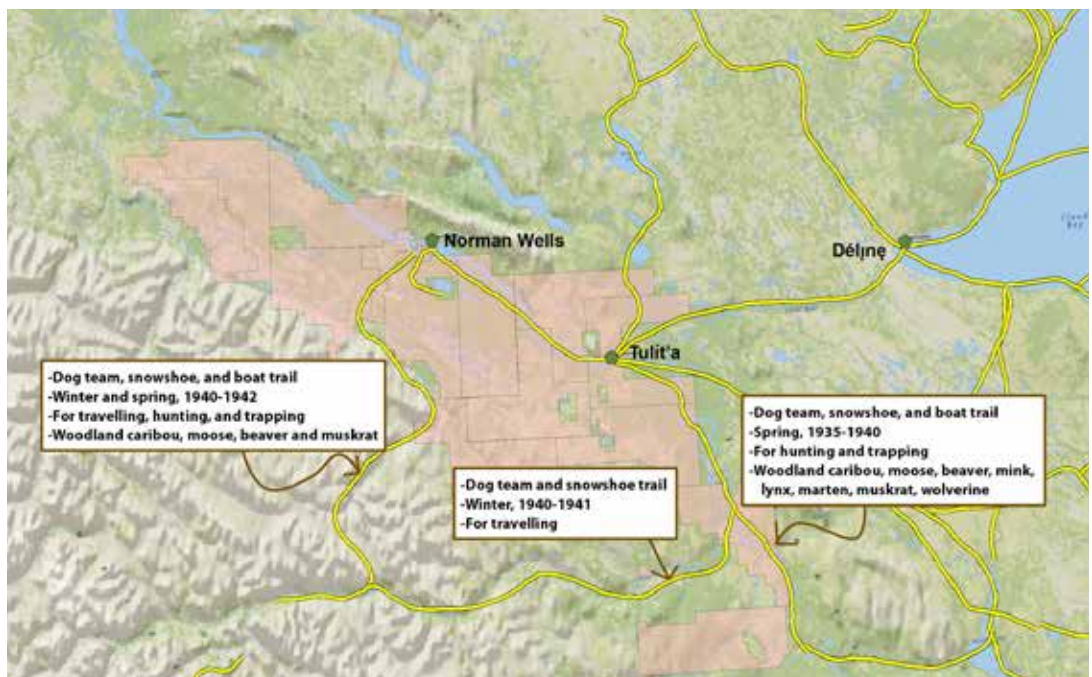 Norman Wells
Délı̨nę
Tulít'a
-Dog team, snowshoe, and boat trail
-Winter and spring, 1940-1942
-For travelling, hunting, and trapping
-Woodland caribou, moose, beaver and muskrat
-Dog team and snowshoe trail
-Winter, 1940-1941
-For travelling
-Dog team, snowshoe, and boat trail
-Spring, 1935-1940
-For hunting and trapping
-Woodland caribou, moose, beaver, mink,
lynx, marten, muskrat, wolverine